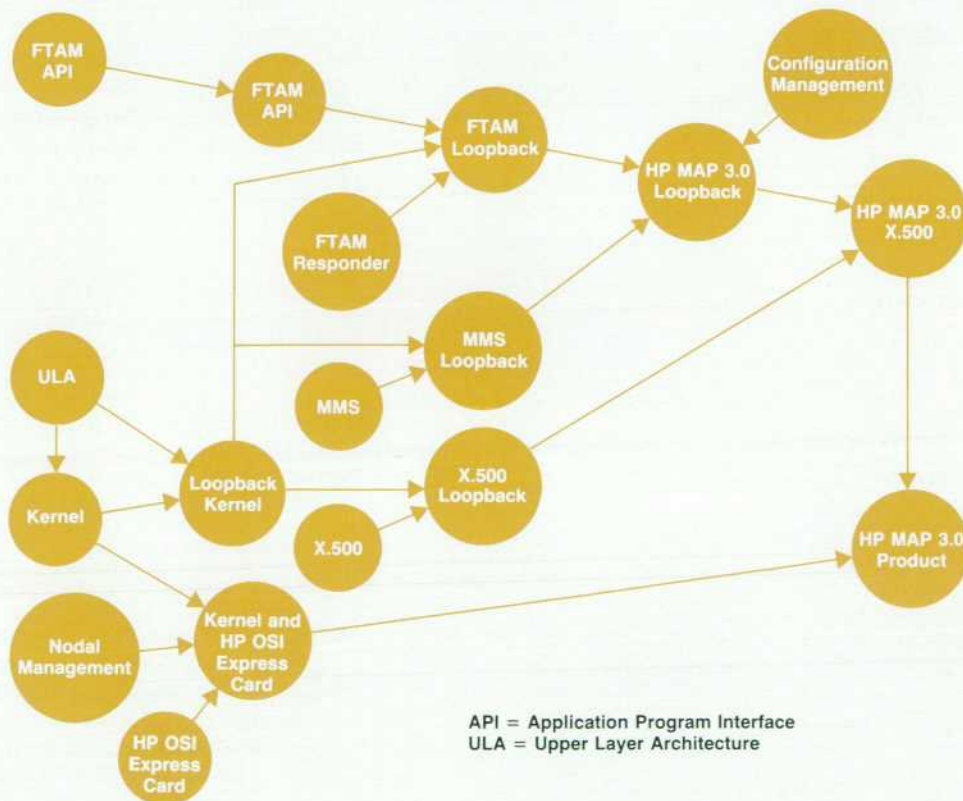 FTAM
API
FTAM
API
FTAM
Loopback
Configuration
Management
HP MAP 3.0
Loopback
HP MAP 3.0
X.500
FTAM
Responder
MMS
Loopback
ULA
MMS
Loopback
Kernel
X.500
Loopback
Kernel
X.500
HP MAP 3.0
Product
Kernel and
HP OSI
Express
Card
Nodal
Management
HP OSI
Express
Card
API = Application Program Interface
ULA = Upper Layer Architecture